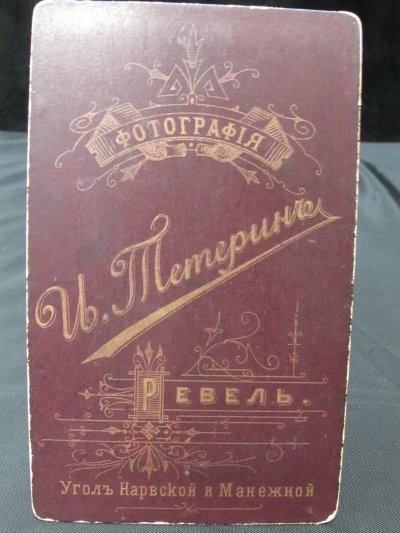 ФОТОГРАФІЯ
И. Тетеринъ
РЕВЕЛЬ.
Уголъ Нарвской и Манежной